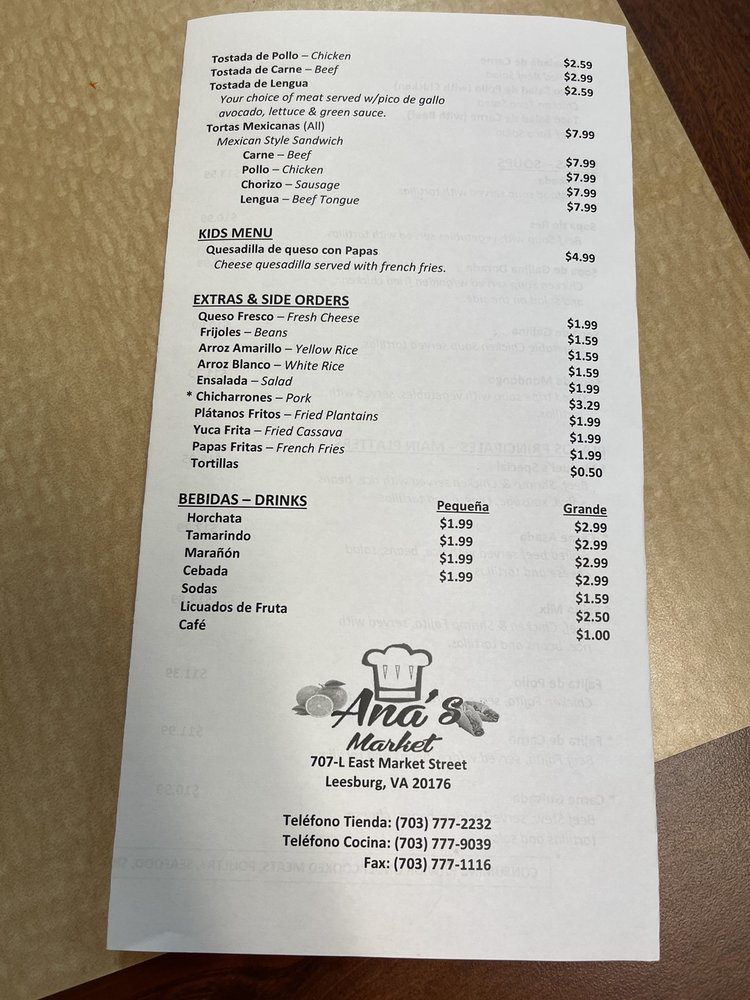 Tostada de Pollo – Chicken $2.59
Tostada de Carne – Beef $2.99
Tostada de Lengua $2.59
Your choice of meat served w/pico de gallo
avocado, lettuce & green sauce.
Tortas Mexicanas (All) $7.99
Mexican Style Sandwich
Carne – Beef $7.99
Pollo – Chicken $7.99
Chorizo – Sausage $7.99
Lengua – Beef Tongue $7.99
KIDS MENU
Quesadilla de queso con Papas $4.99
Cheese quesadilla served with french fries.
EXTRAS & SIDE ORDERS
Queso Fresco – Fresh Cheese $1.99
Frijoles – Beans $1.59
Arroz Amarillo – Yellow Rice $1.59
Arroz Blanco – White Rice $1.59
Ensalada – Salad $1.99
* Chicharrones – Pork $3.29
Plátanos Fritos – Fried Plantains $1.99
Yuca Frita – Fried Cassava $1.99
Papas Fritas – French Fries $1.99
Tortillas $0.50
BEBIDAS – DRINKS Pequeña Grande
Horchata $1.99 $2.99
Tamarindo $1.99 $2.99
Marañón $1.99 $2.99
Cebada $1.99 $2.99
Sodas $1.59
Licuados de Fruta $2.50
Café $1.00
Ana's
Market
707-L East Market Street
Leesburg, VA 20176
Teléfono Tienda: (703) 777-2232
Teléfono Cocina: (703) 777-9039
Fax: (703) 777-1116